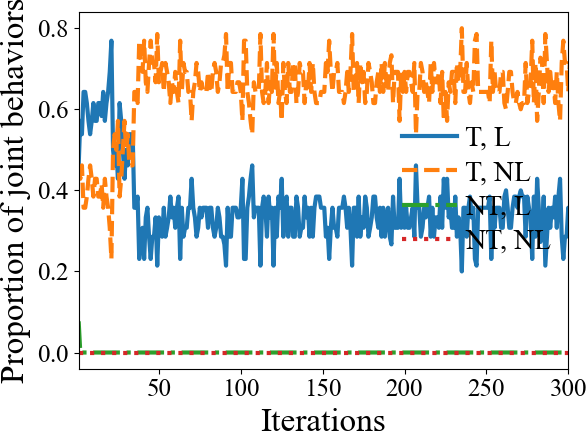 Proportion of joint behaviors
0.8
0.6
0.4
0.2
0.0
T, L
T, NL
NT, L
NT, NL
50
100
150
200
250
300
Iterations